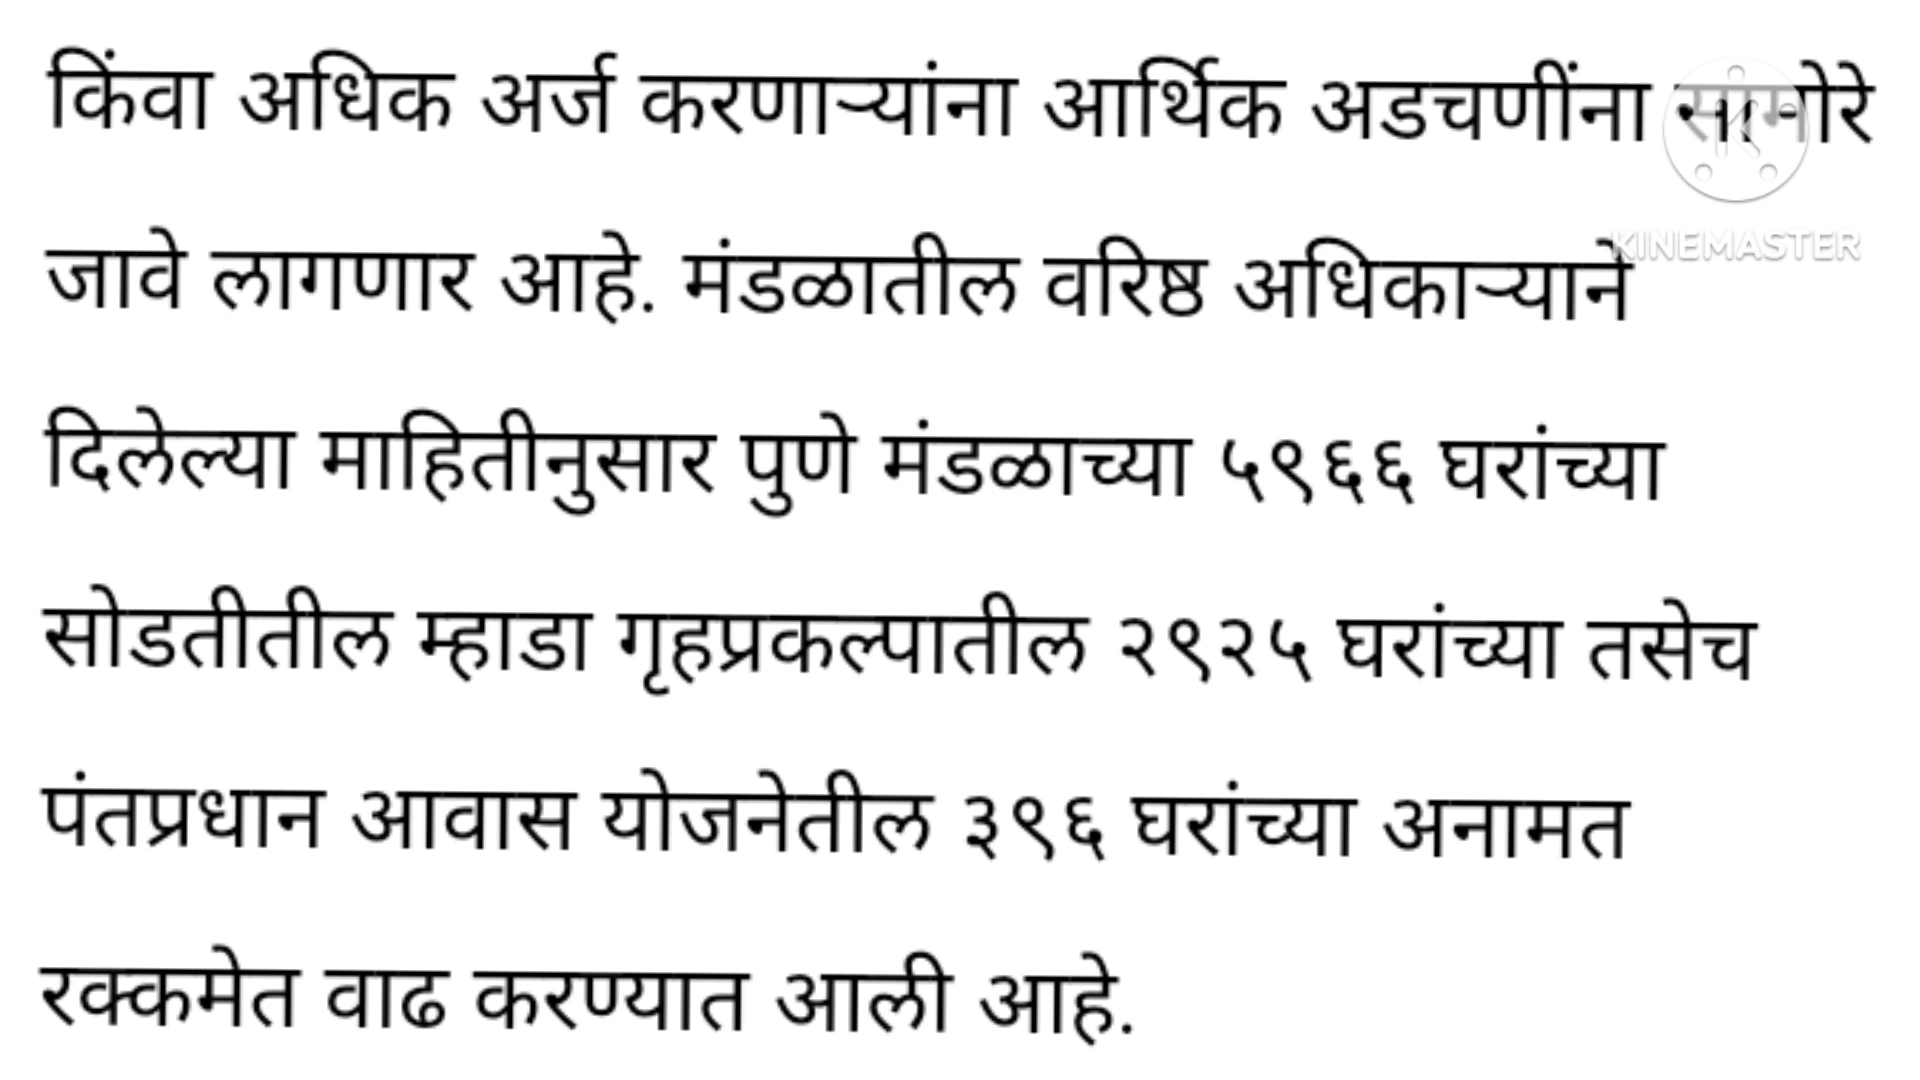 किंवा अधिक अर्ज करणाऱ्यांना आर्थिक अडचणींना सामोरे
जावे लागणार आहे. मंडळातील वरिष्ठ अधिकाऱ्याने
KINEMASTER
दिलेल्या माहितीनुसार पुणे मंडळाच्या ५९६६ घरांच्या
सोडतीतील म्हाडा गृहप्रकल्पातील २९२५ घरांच्या तसेच
पंतप्रधान आवास योजनेतील ३९६ घरांच्या अनामत
रक्कमेत वाढ करण्यात आली आहे.